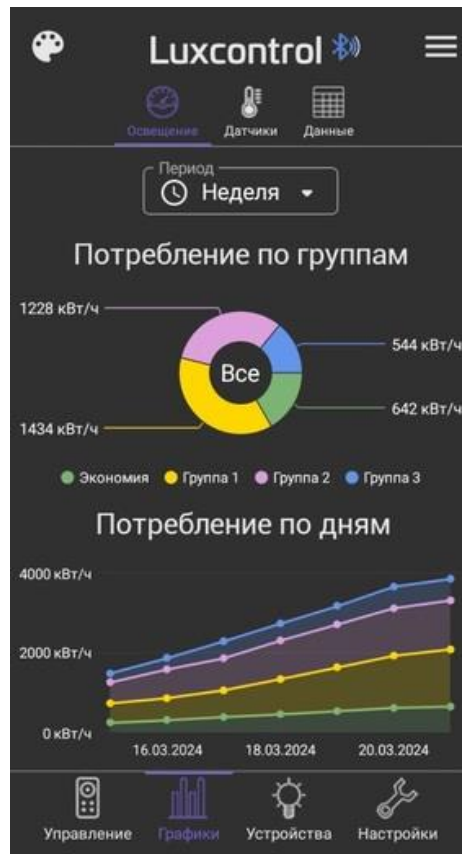 Luxcontrol
Освещение Датчики Данные
Период
Неделя
Потребление по группам
1228 кВт/ч
544 кВт/ч
Все
642 кВт/ч
1434 кВт/ч
Экономия Группа 1 Группа 2 Группа 3
Потребление по дням
4000 кВт/ч
2000 кВт/ч
0 кВт/ч
16.03.2024 18.03.2024 20.03.2024
Управление Графики Устройства Настройки